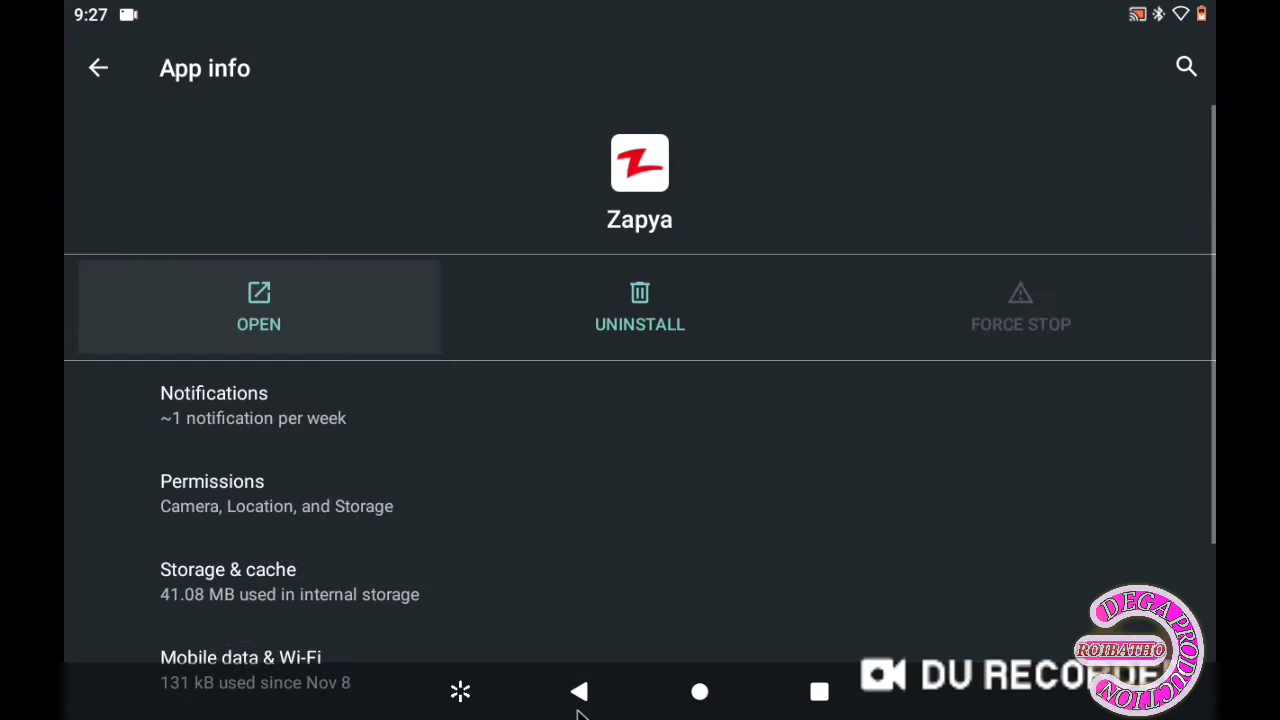 9:27
App info
Zapya
OPEN
UNINSTALL
FORCE STOP
Notifications
~1 notification per week
Permissions
Camera, Location, and Storage
Storage & cache
41.08 MB used in internal storage
Mobile data & Wi-Fi
131 kB used since Nov 8
DU RECORDE
DEGA PRODUCTION
ROIBATHO